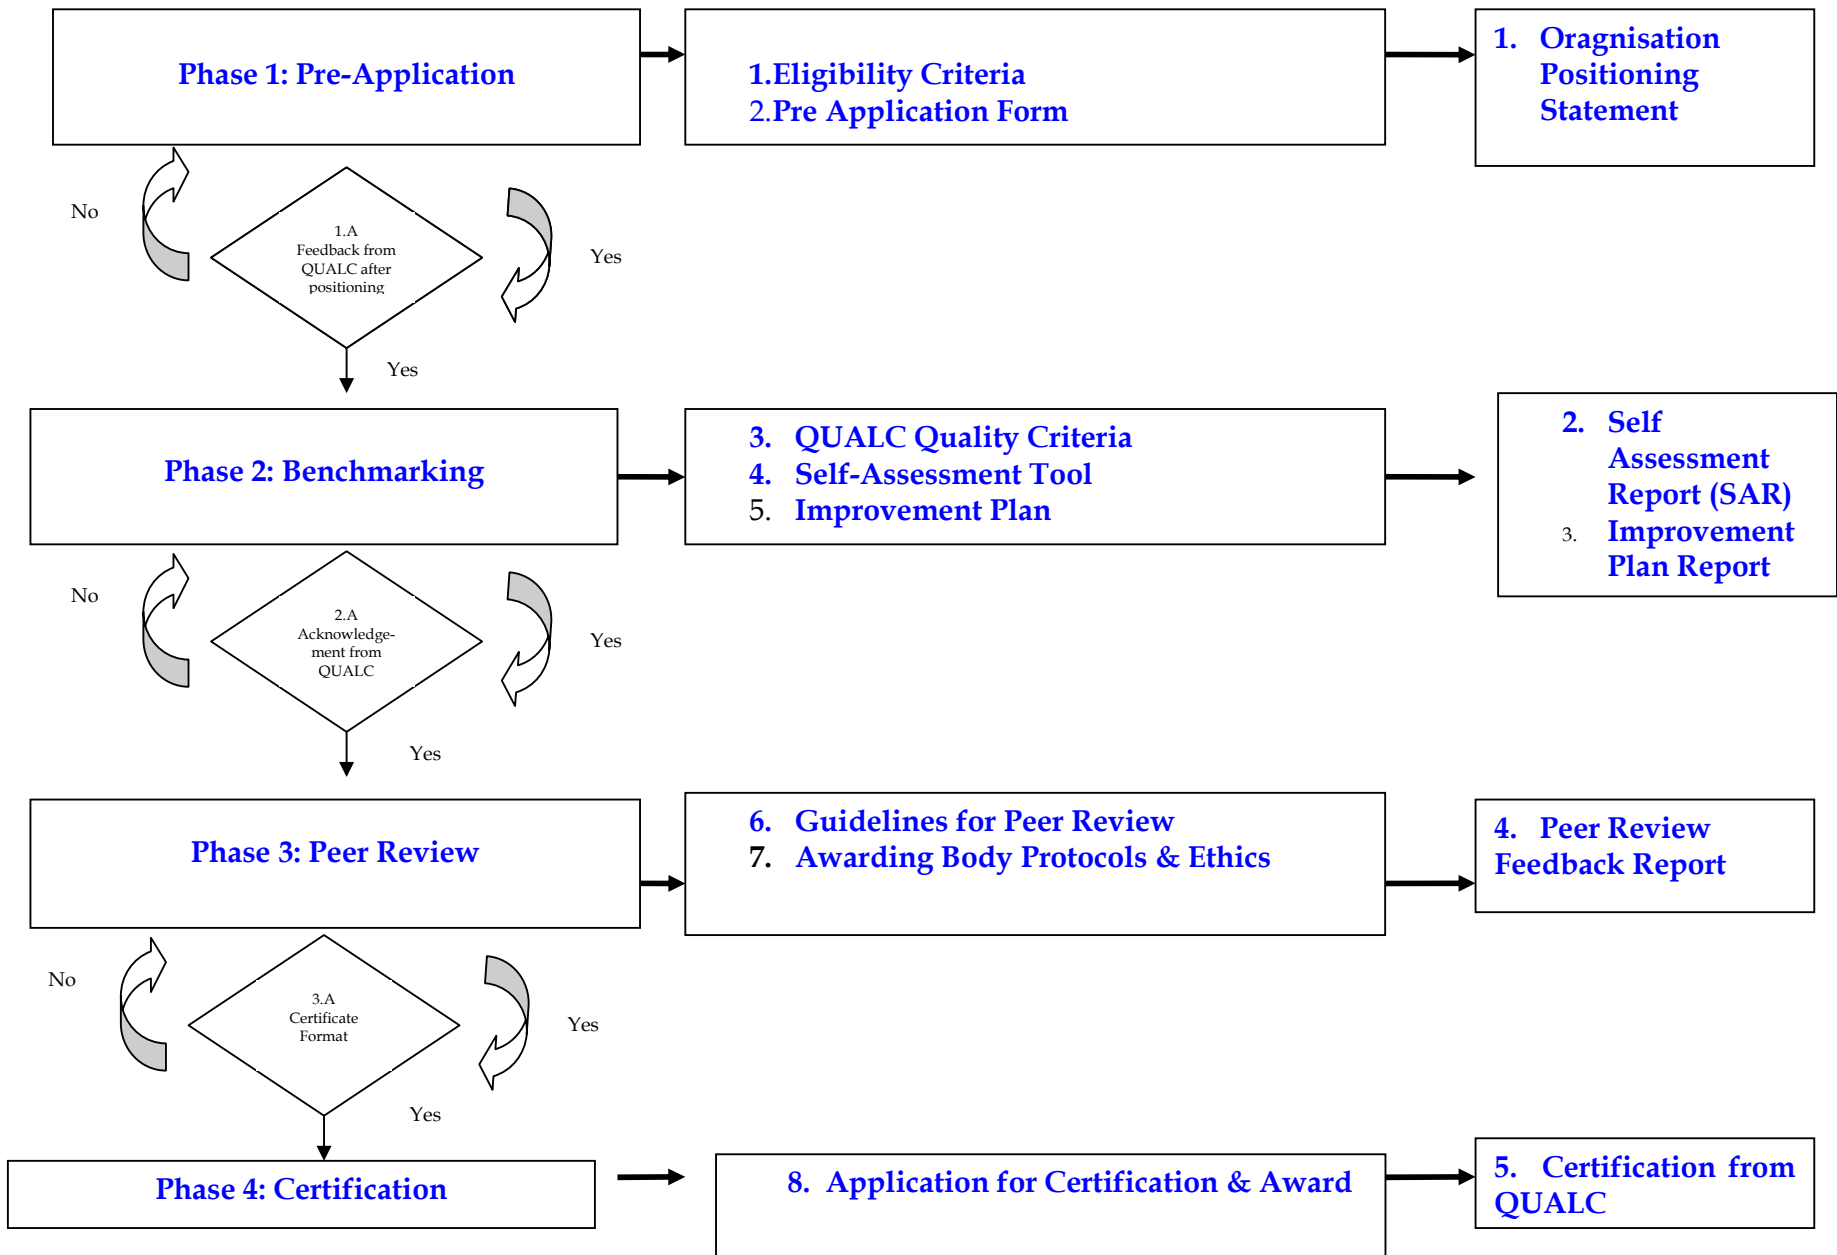 Phase 1: Pre-Application
1.Eligibility Criteria
2.Pre Application Form
1. Oragnisation
Positioning
Statement
No
1.A
Feedback from
QUALC after
positioning
Yes
Yes
Phase 2: Benchmarking
3. QUALC Quality Criteria
4. Self-Assessment Tool
5. Improvement Plan
2. Self
Assessment
Report (SAR)
3. Improvement
Plan Report
No
2.A
Acknowledge-
ment from
QUALC
Yes
Yes
Phase 3: Peer Review
6. Guidelines for Peer Review
7. Awarding Body Protocols & Ethics
4. Peer Review
Feedback Report
No
3.A
Certificate
Format
Yes
Yes
Phase 4: Certification
8. Application for Certification & Award
5. Certification from
QUALC